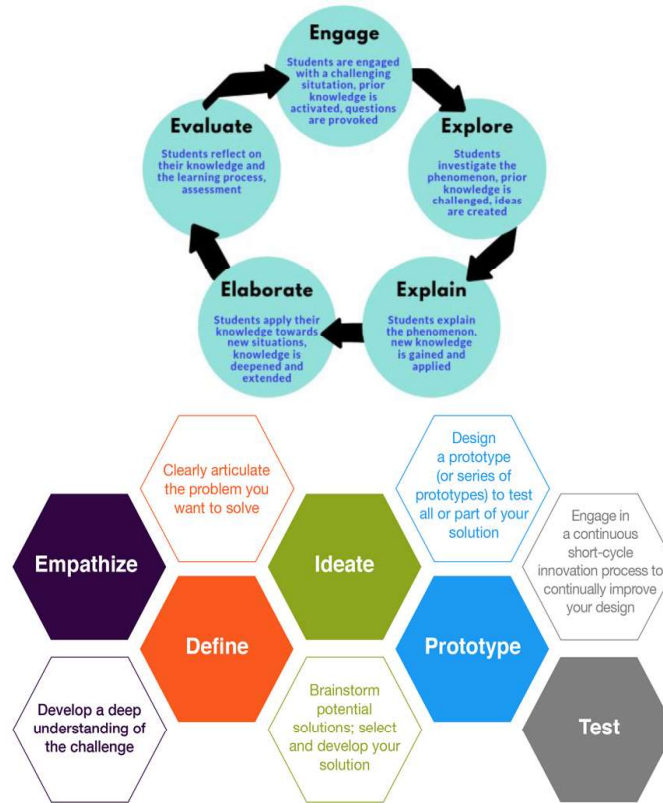 Engage
Students are engaged
with a challenging
situtation, prior
knowledge is
activated, questions
are provoked
Explore
Students
investigate the
phenomenon, prior
knowledge is
challenged, ideas
are created
Explain
Students explain
the phenomenon,
new knowledge
is gained and
applied
Elaborate
Students apply their
knowledge towards
new situations,
knowledge is
deepened and
extended
Evaluate
Students reflect on
their knowledge and
the learning process,
assessment
Empathize
Develop a deep
understanding of
the challenge
Clearly articulate
the problem you
want to solve
Define
Ideate
Brainstorm
potential
solutions; select
and develop your
solution
Design
a prototype
(or series of
prototypes) to test
all or part of your
solution
Prototype
Engage in
a continuous
short-cycle
innovation process to
continually improve
your design
Test